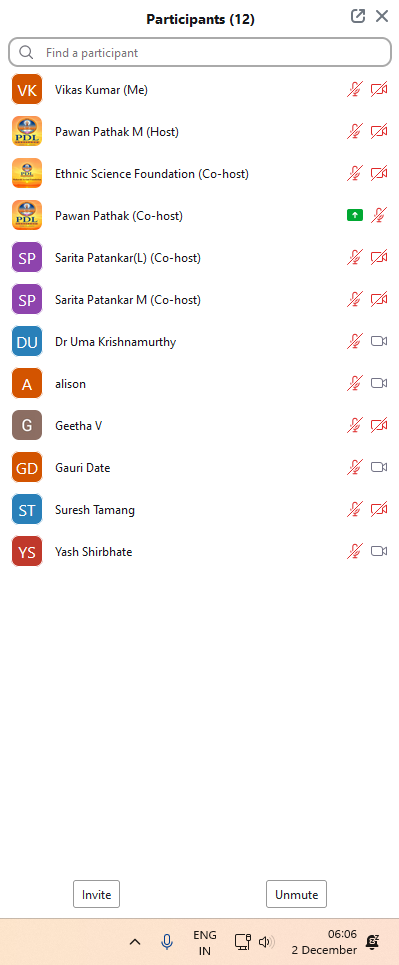 Participants (12)
Find a participant
VK Vikas Kumar (Me)
PDL Pawan Pathak M (Host)
PDL Ethnic Science Foundation (Co-host)
PDL Pawan Pathak (Co-host)
SP Sarita Patankar(L) (Co-host)
SP Sarita Patankar M (Co-host)
DU Dr Uma Krishnamurthy
A alison
G Geetha V
GD Gauri Date
ST Suresh Tamang
YS Yash Shirbhate
Invite Unmute
ENG 06:06
IN 2 December